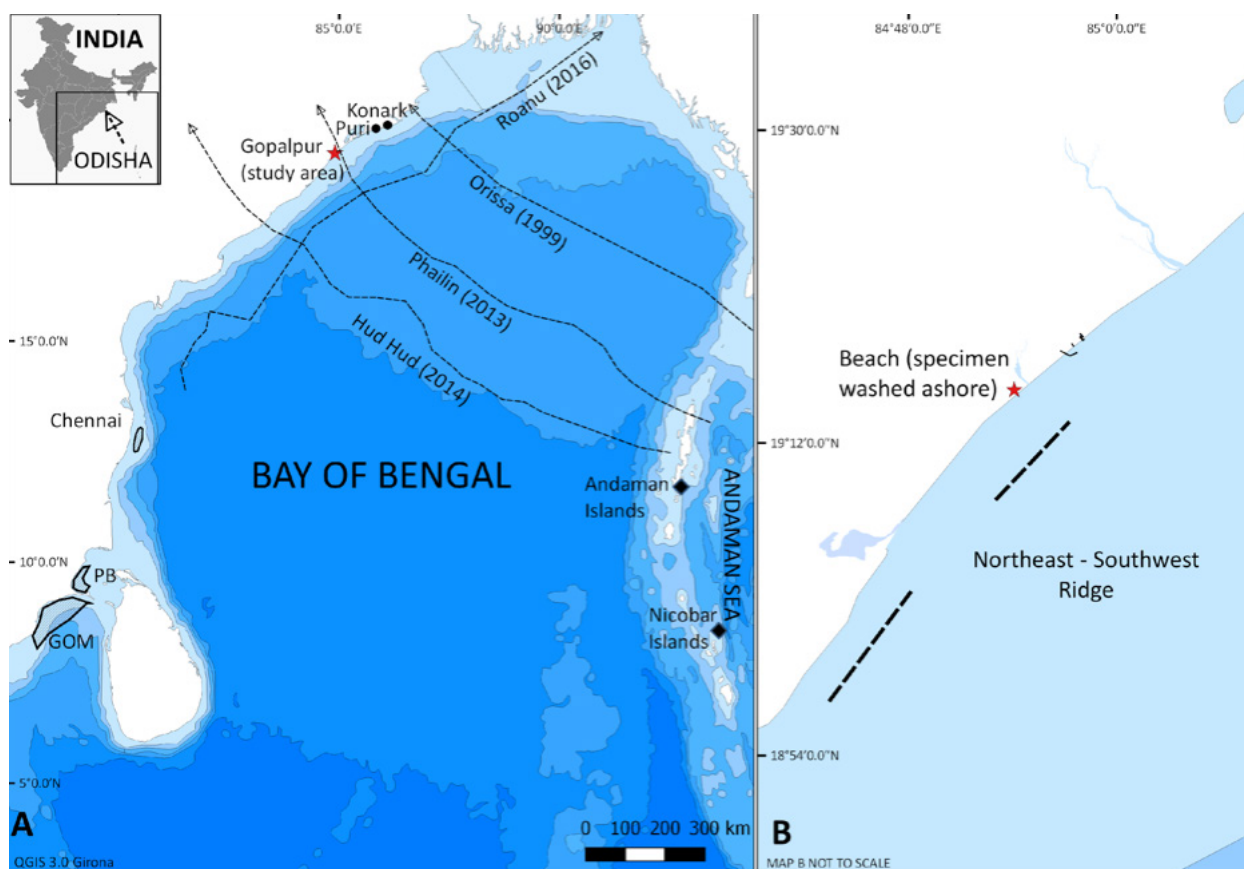 INDIA
ODISHA
85°0.0'E
90°0.0'E
Roanu (2016)
Konark
Puri
Gopalpur
(study area)
Orissa (1999)
Phailin (2013)
Hud Hud (2014)
15°0.0'N
Chennai
BAY OF BENGAL
Andaman
Islands
ANDAMAN SEA
10°0.0'N
PB
GOM
Nicobar
Islands
5°0.0'N
A
QGIS 3.0 Girona
0 100 200 300 km
84°48'0.0"E
85°0'0.0"E
19°30'0.0"N
Beach (specimen
washed ashore)
19°12'0.0"N
Northeast - Southwest
Ridge
18°54'0.0"N
B
MAP B NOT TO SCALE